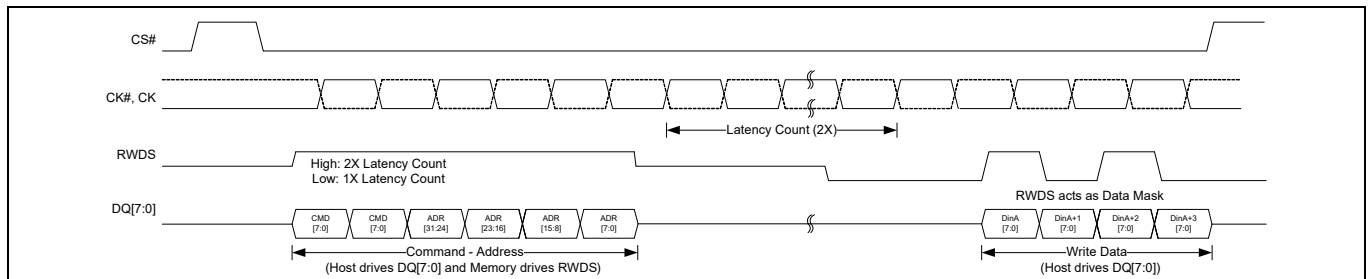 CS#
CK#, CK
Latency Count (2X)
RWDS
High: 2X Latency Count
Low: 1X Latency Count
RWDS acts as Data Mask
DQ[7:0]
CMD [7:0] CMD [7:0] ADR [31:24] ADR [23:16] ADR [15:8] ADR [7:0] DinA [7:0] DinA+1 [7:0] DinA+2 [7:0] DinA+3 [7:0]
Command - Address Write Data
(Host drives DQ[7:0] and Memory drives RWDS) (Host drives DQ[7:0])